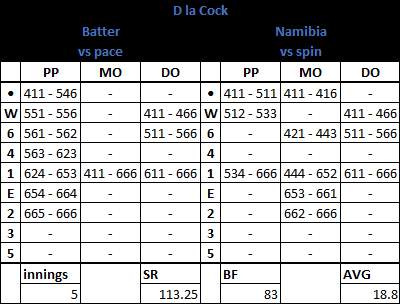 D la Cock
Batter Namibia
vs pace vs spin
PP MO DO PP MO DO
• 411 - 546 - - • 411 - 511 411 - 416 -
W 551 - 556 - 411 - 466 W 512 - 533 - 411 - 466
6 561 - 562 - 511 - 566 6 - 421 - 443 511 - 566
4 563 - 623 - - 4 - - -
1 624 - 653 411 - 666 611 - 666 1 534 - 666 444 - 652 611 - 666
E 654 - 664 - - E - 653 - 661 -
2 665 - 666 - - 2 - 662 - 666 -
3 - - - 3 - - -
5 - - - 5 - - -
innings SR BF AVG
5 113.25 83 18.8